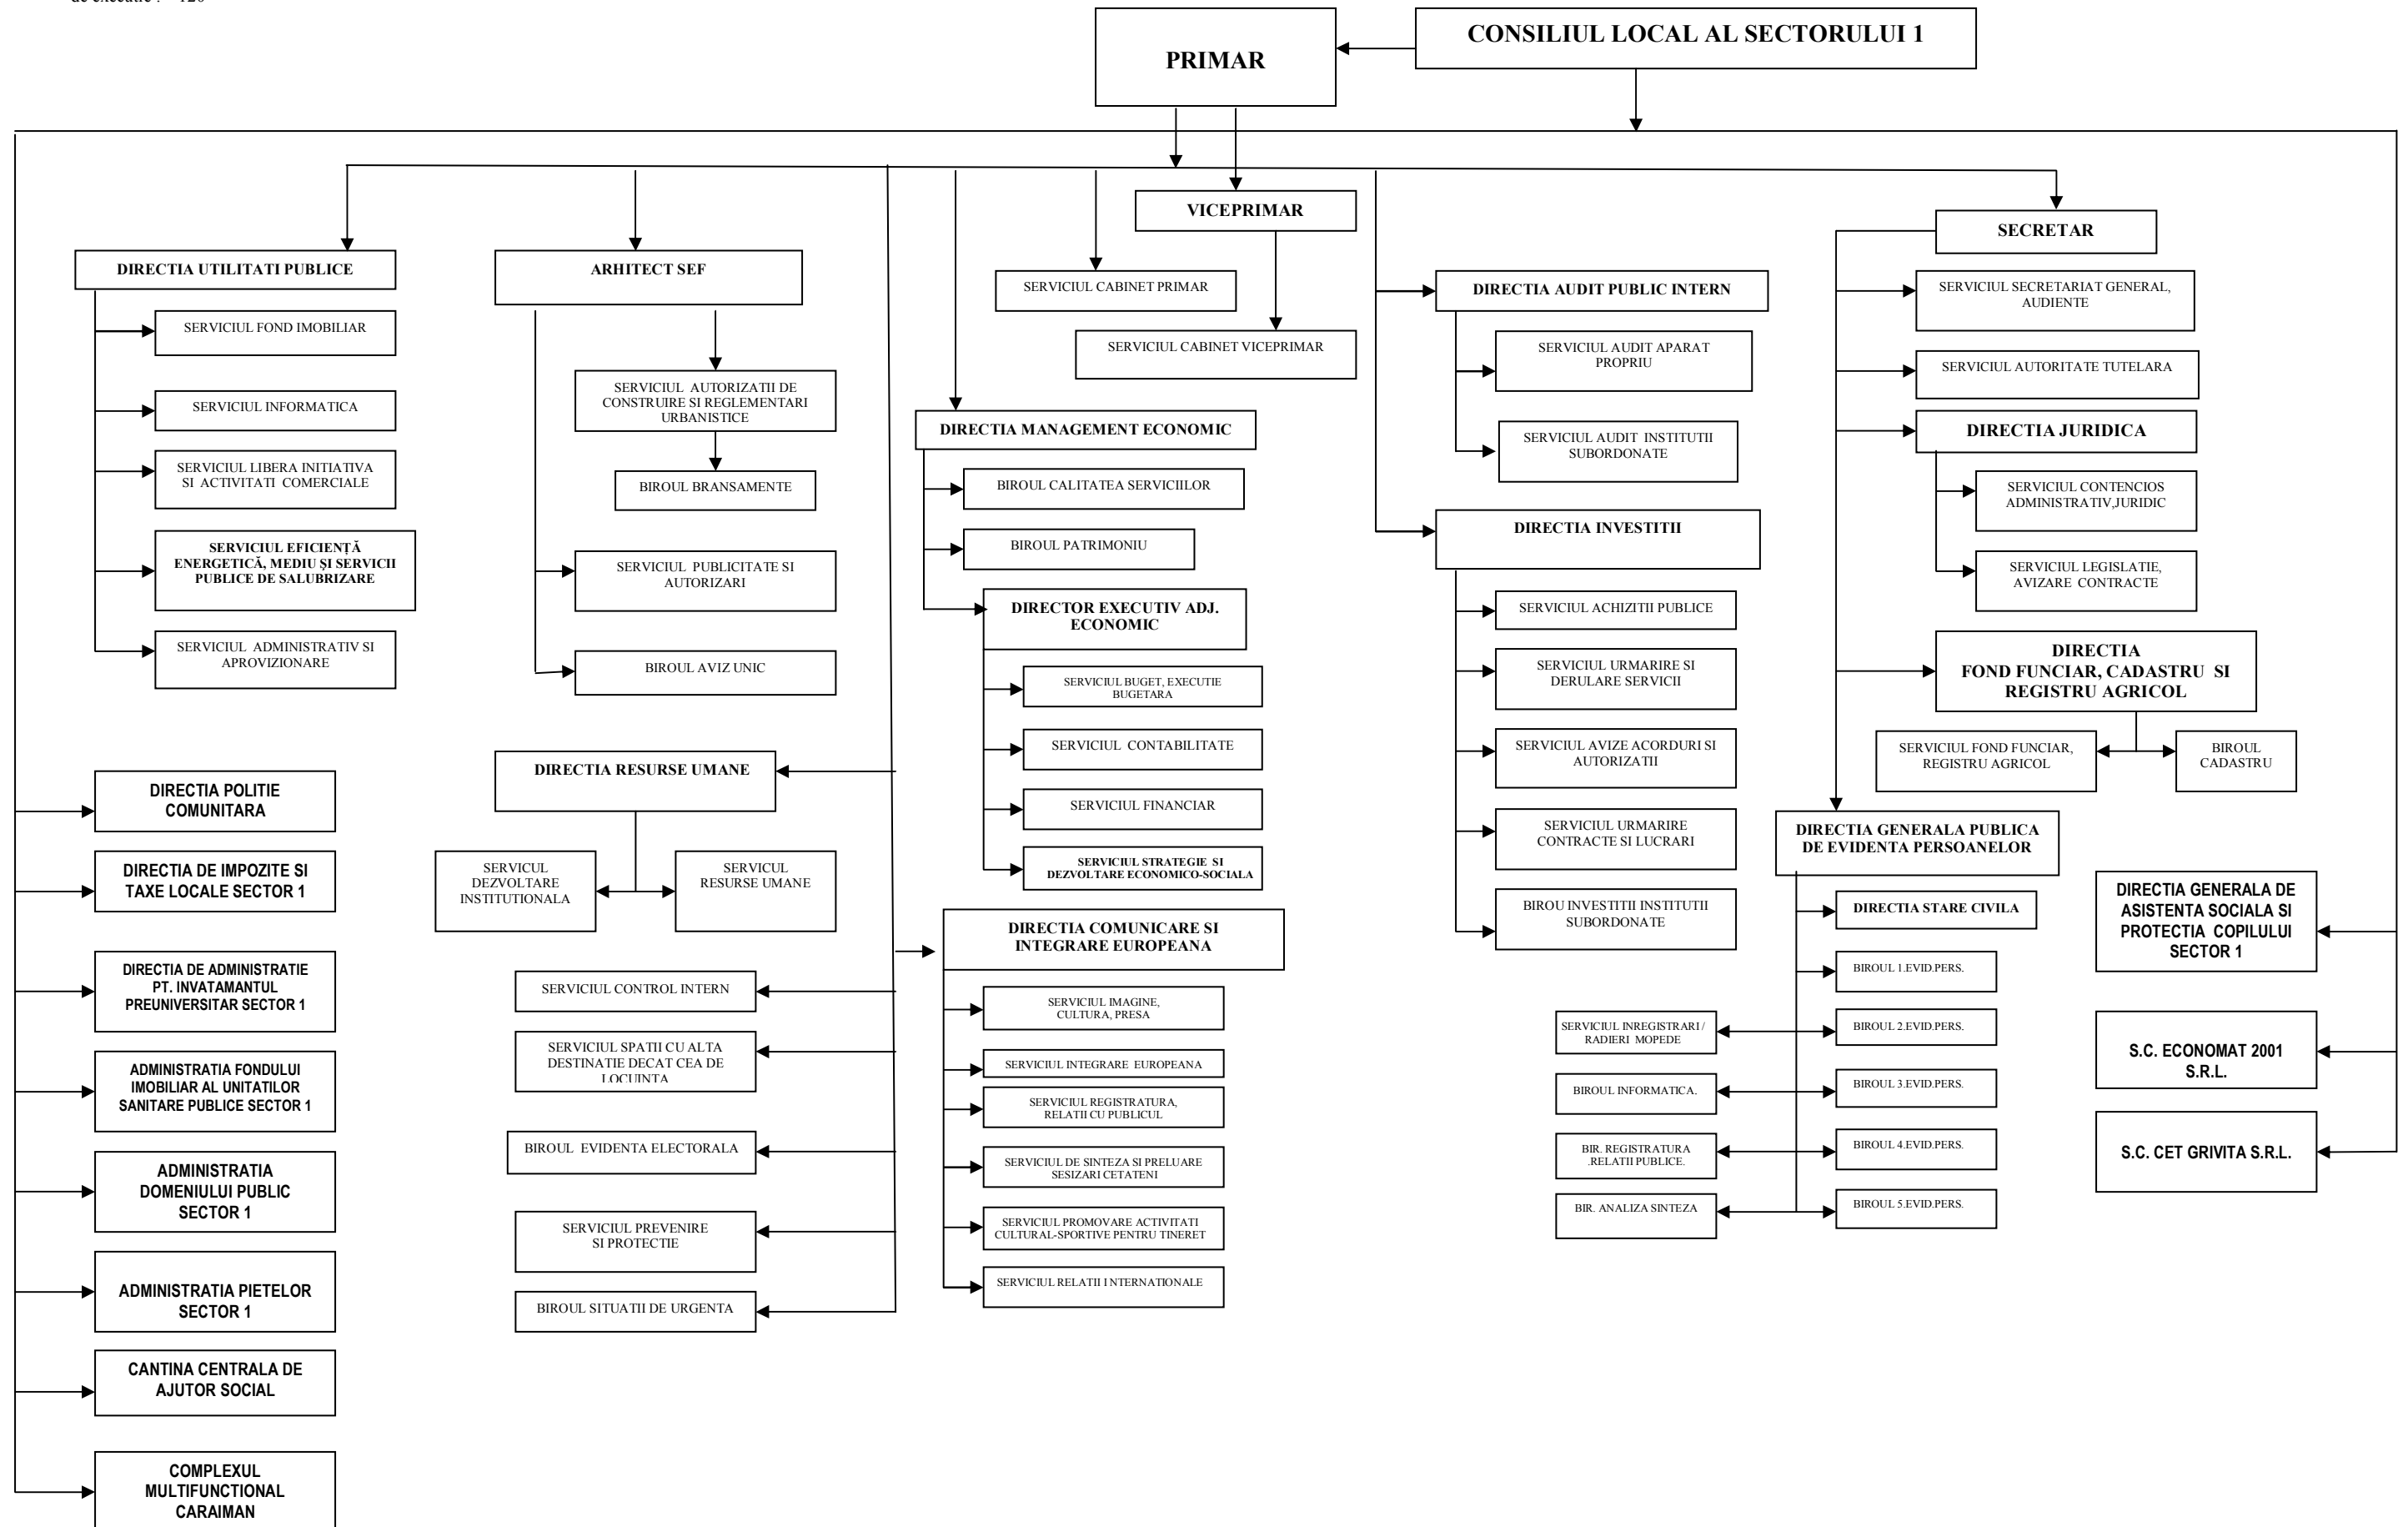 CONSILIUL LOCAL AL SECTORULUI 1
PRIMAR
VICEPRIMAR
SECRETAR
DIRECTIA UTILITATI PUBLICE
SERVICIUL FOND IMOBILIAR
SERVICIUL INFORMATICA
SERVICIUL LIBERA INITIATIVA
SI ACTIVITATI COMERCIALE
SERVICIUL EFICIENȚĂ
ENERGETICĂ, MEDIU ȘI SERVICII
PUBLICE DE SALUBRIZARE
SERVICIUL ADMINISTRATIV SI
APROVIZIONARE
ARHITECT SEF
SERVICIUL AUTORIZATII DE
CONSTRUIRE SI REGLEMENTARI
URBANISTICE
BIROUL BRANSAMENTE
SERVICIUL PUBLICITATE SI
AUTORIZARI
BIROUL AVIZ UNIC
SERVICIUL CABINET PRIMAR
SERVICIUL CABINET VICEPRIMAR
DIRECTIA MANAGEMENT ECONOMIC
BIROUL CALITATEA SERVICIILOR
BIROUL PATRIMONIU
DIRECTOR EXECUTIV ADJ.
ECONOMIC
SERVICIUL BUGET, EXECUTIE
BUGETARA
SERVICIUL CONTABILITATE
SERVICIUL FINANCIAR
SERVICIUL STRATEGIE SI
DEZVOLTARE ECONOMICO-SOCIALA
DIRECTIA AUDIT PUBLIC INTERN
SERVICIUL AUDIT APARAT
PROPRIU
SERVICIUL AUDIT INSTITUTII
SUBORDONATE
DIRECTIA INVESTITII
SERVICIUL ACHIZITII PUBLICE
SERVICIUL URMARIRE SI
DERULARE SERVICII
SERVICIUL AVIZE ACORDURI SI
AUTORIZATII
SERVICIUL URMARIRE
CONTRACTE SI LUCRARI
BIROU INVESTITII INSTITUTII
SUBORDONATE
SERVICIUL SECRETARIAT GENERAL,
AUDIENTE
SERVICIUL AUTORITATE TUTELARA
DIRECTIA JURIDICA
SERVICIUL CONTENCIOS
ADMINISTRATIV,JURIDIC
SERVICIUL LEGISLATIE,
AVIZARE CONTRACTE
DIRECTIA
FOND FUNCIAR, CADASTRU SI
REGISTRU AGRICOL
SERVICIUL FOND FUNCIAR,
REGISTRU AGRICOL
BIROUL
CADASTRU
DIRECTIA GENERALA PUBLICA
DE EVIDENTA PERSOANELOR
DIRECTIA STARE CIVILA
BIROUL 1.EVID.PERS.
SERVICIUL INREGISTRARI /
RADIERI MOPEDE
BIROUL 2.EVID.PERS.
BIROUL INFORMATICA.
BIROUL 3.EVID.PERS.
BIR. REGISTRATURA
.RELATII PUBLICE.
BIROUL 4.EVID.PERS.
BIR. ANALIZA SINTEZA
BIROUL 5.EVID.PERS.
DIRECTIA RESURSE UMANE
SERVICUL
DEZVOLTARE
INSTITUTIONALA
SERVICUL
RESURSE UMANE
SERVICIUL CONTROL INTERN
SERVICIUL SPATII CU ALTA
DESTINATIE DECAT CEA DE
LOCUINTA
BIROUL EVIDENTA ELECTORALA
SERVICIUL PREVENIRE
SI PROTECTIE
BIROUL SITUATII DE URGENTA
DIRECTIA COMUNICARE SI
INTEGRARE EUROPEANA
SERVICIUL IMAGINE,
CULTURA, PRESA
SERVICIUL INTEGRARE EUROPEANA
SERVICIUL REGISTRATURA,
RELATII CU PUBLICUL
SERVICIUL DE SINTEZA SI PRELUARE
SESIZARI CETATENI
SERVICIUL PROMOVARE ACTIVITATI
CULTURAL-SPORTIVE PENTRU TINERET
SERVICIUL RELATII I NTERNATIONALE
DIRECTIA POLITIE
COMUNITARA
DIRECTIA DE IMPOZITE SI
TAXE LOCALE SECTOR 1
DIRECTIA DE ADMINISTRATIE
PT. INVATAMANTUL
PREUNIVERSITAR SECTOR 1
ADMINISTRATIA FONDULUI
IMOBILIAR AL UNITATILOR
SANITARE PUBLICE SECTOR 1
ADMINISTRATIA
DOMENIULUI PUBLIC
SECTOR 1
ADMINISTRATIA PIETELOR
SECTOR 1
CANTINA CENTRALA DE
AJUTOR SOCIAL
COMPLEXUL
MULTIFUNCTIONAL
CARAIMAN
DIRECTIA GENERALA DE
ASISTENTA SOCIALA SI
PROTECTIA COPILULUI
SECTOR 1
S.C. ECONOMAT 2001
S.R.L.
S.C. CET GRIVITA S.R.L.